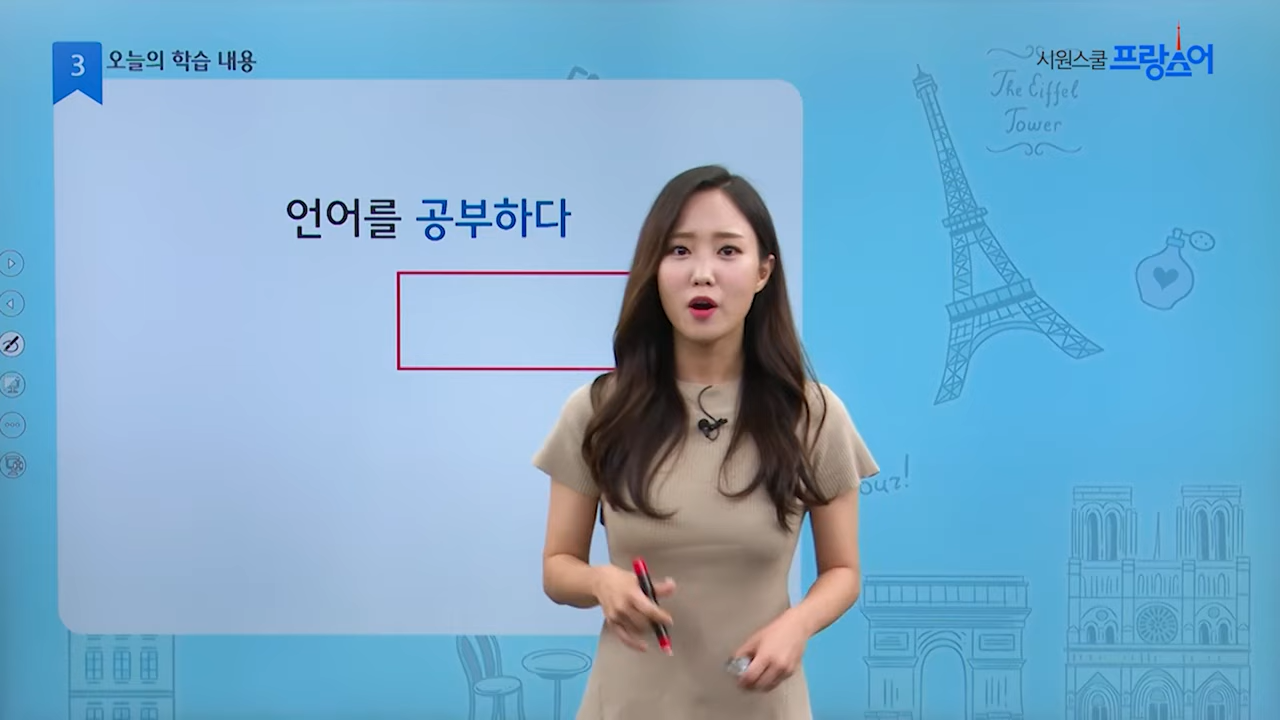 3 오늘의 학습 내용
시원스쿨 프랑스어
The Eiffel
Tower
언어를 공부하다
our!